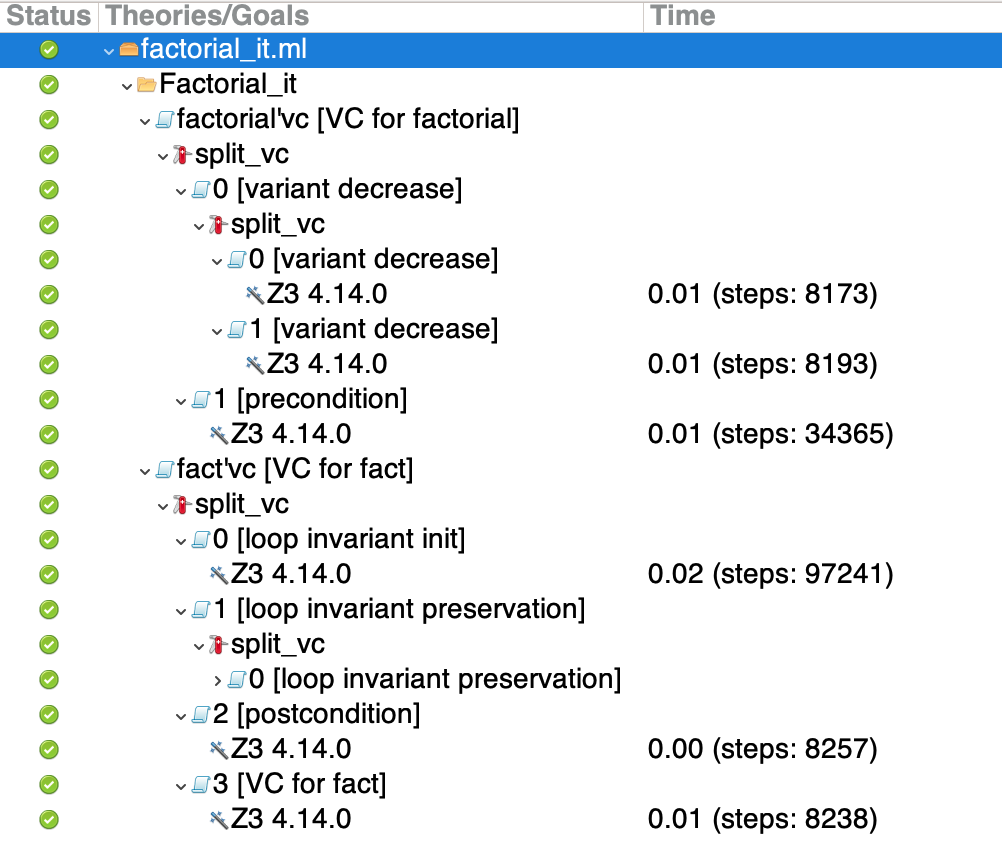 Status Theories/Goals Time
factorial_it.ml
Factorial_it
factorial'vc [VC for factorial]
split_vc
0 [variant decrease]
split_vc
0 [variant decrease]
Z3 4.14.0 0.01 (steps: 8173)
1 [variant decrease]
Z3 4.14.0 0.01 (steps: 8193)
1 [precondition]
Z3 4.14.0 0.01 (steps: 34365)
fact'vc [VC for fact]
split_vc
0 [loop invariant init]
Z3 4.14.0 0.02 (steps: 97241)
1 [loop invariant preservation]
split_vc
0 [loop invariant preservation]
2 [postcondition]
Z3 4.14.0 0.00 (steps: 8257)
3 [VC for fact]
Z3 4.14.0 0.01 (steps: 8238)